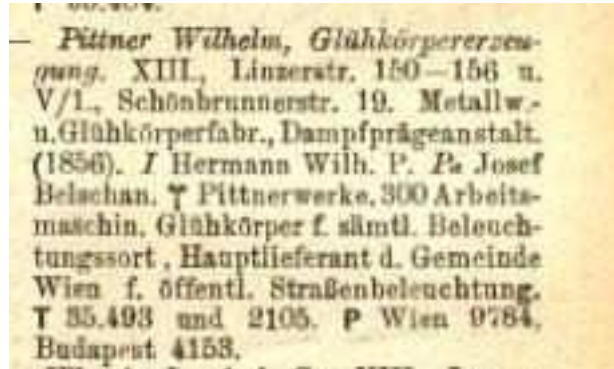 — Pittner Wilhelm, Glühkörpererzeu-
gung. XIII., Linzerstr. 150—156 u.
V/1., Schönbrunnerstr. 19. Metallw.-
u. Glühkörperfabr., Dampfprägeanstalt.
(1856). I Hermann Wilh. P. Pa Josef
Belschan. Pittnerwerke. 300 Arbeits-
maschin. Glühkörper f. sämtl. Beleuch-
tungssort, Hauptlieferant d. Gemeinde
Wien f. öffentl. Straßenbeleuchtung.
T 35.493 und 2105. P Wien 9784,
Budapest 4153.